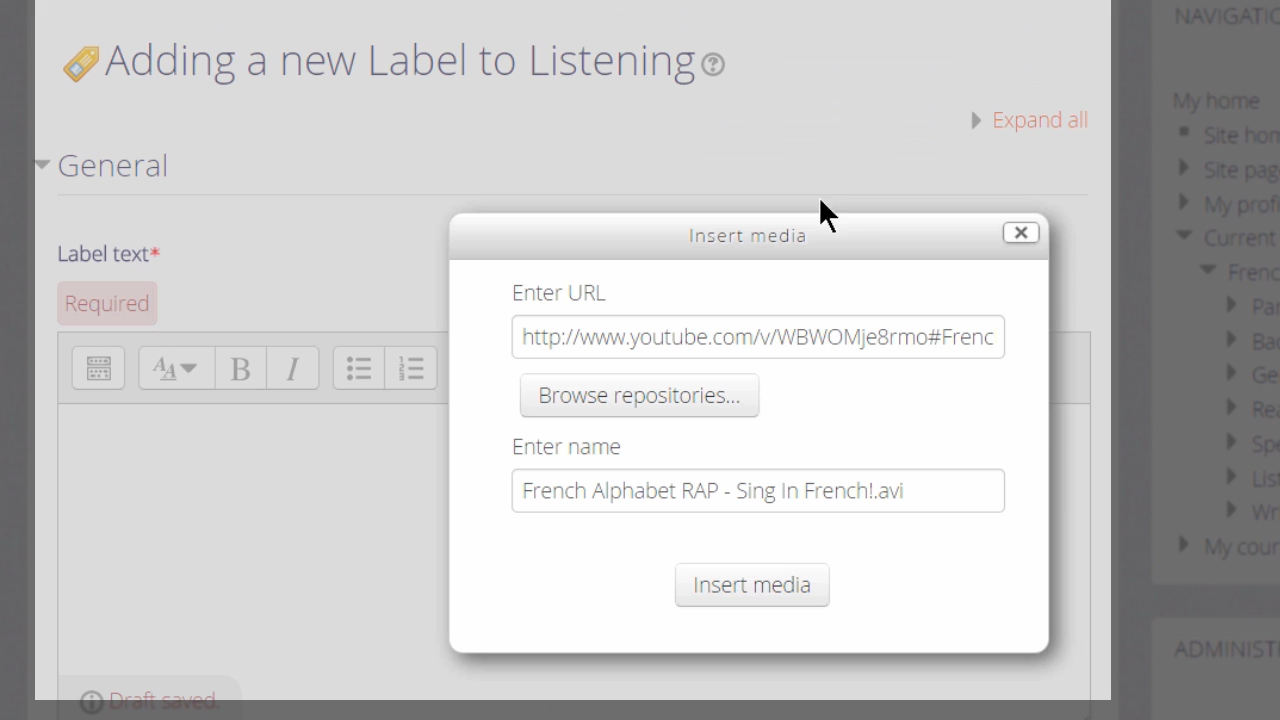 Adding a new Label to Listening
Expand all
General
Label text*
Required
B I
Insert media
Enter URL
http://www.youtube.com/v/WBWOMje8rmo#Frenc
Browse repositories...
Enter name
French Alphabet RAP - Sing In French!.avi
Insert media
Draft saved.
NAVIGATIO
My home
Site hom
Site pag
My profi
Current
Frenc
Par
Bad
Ge
Rea
Spe
List
Wr
My cour
ADMINIST